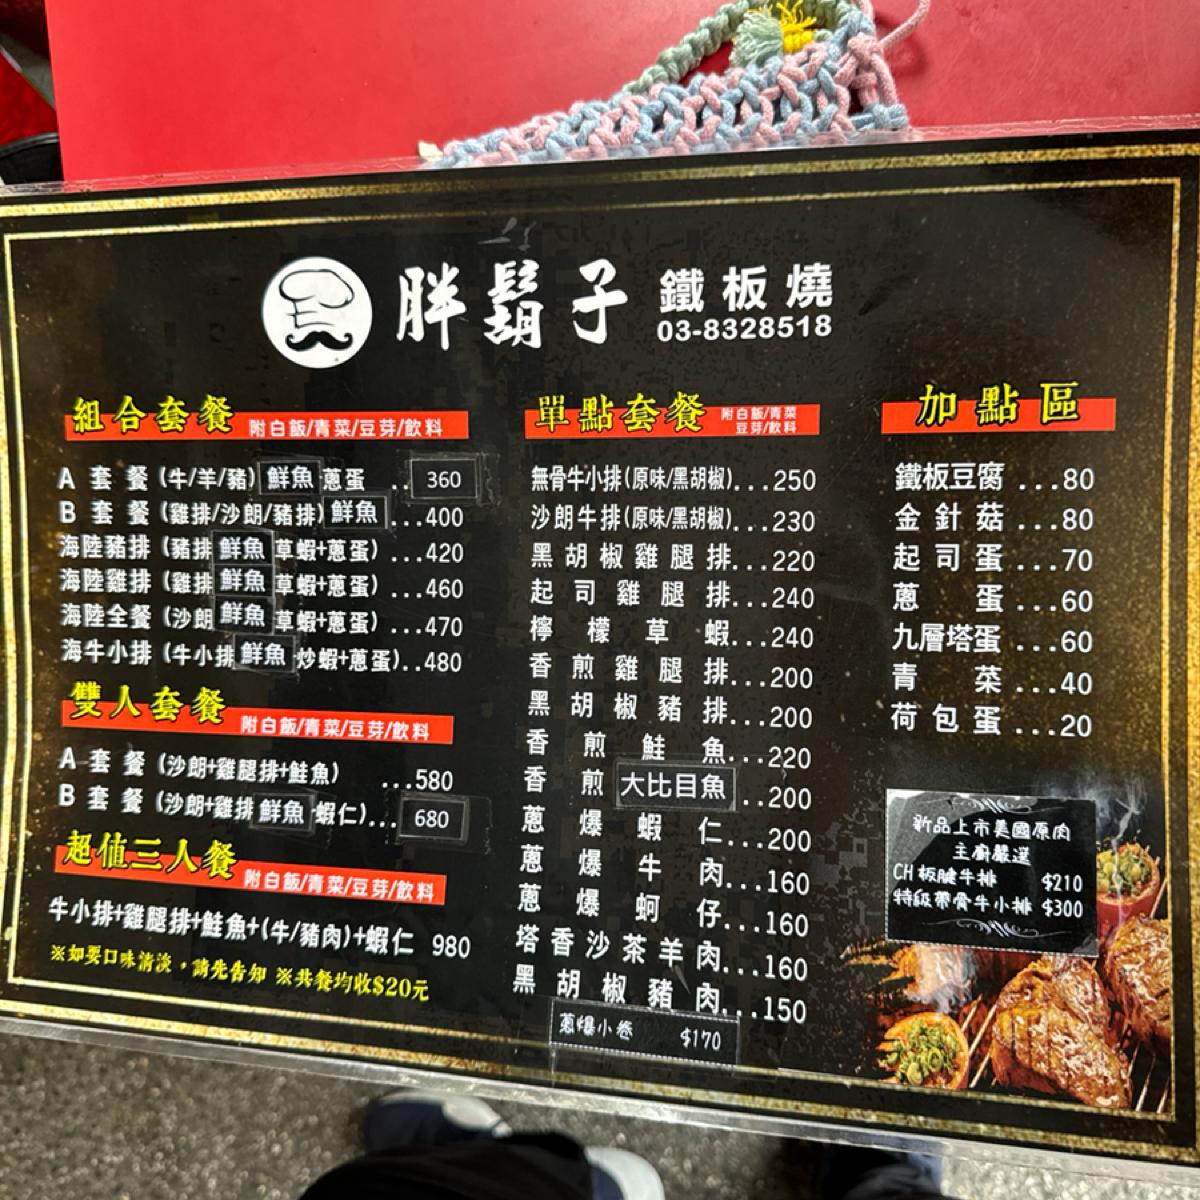 胖鬍子 鐵板燒
03-8328518
組合套餐 附白飯/青菜/豆芽/飲料
A 套 餐 (牛/羊/豬) 鮮魚 蔥蛋 ..360
B 套 餐 (雞排/沙朗/豬排) 鮮魚 ...400
海陸豬排 (豬排 鮮魚 草蝦+蔥蛋) ...420
海陸雞排 (雞排 鮮魚 草蝦+蔥蛋) ...460
海陸全餐 (沙朗 鮮魚 草蝦+蔥蛋) ...470
海牛小排 (牛小排 鮮魚 炒蝦+蔥蛋)..480
雙人套餐 附白飯/青菜/豆芽/飲料
A 套 餐 (沙朗+雞腿排+鮭魚) ...580
B 套 餐 (沙朗+雞排 鮮魚 蝦仁)...680
超值三人餐 附白飯/青菜/豆芽/飲料
牛小排+雞腿排+鮭魚+(牛/豬肉)+蝦仁 980
※如要口味清淡，請先告知 ※共餐均收$20元
單點套餐 附白飯/青菜
豆芽/飲料
無骨牛小排(原味/黑胡椒)...250
沙朗牛排(原味/黑胡椒)...230
黑胡椒雞腿排...220
起司雞腿排...240
檸檬草蝦...240
香煎雞腿排...200
黑胡椒豬排...200
香煎鮭魚...220
香煎大比目魚..200
蔥爆蝦仁...200
蔥爆牛肉...160
蔥爆蚵仔...160
塔香沙茶羊肉...160
黑胡椒豬肉...150
蔥爆小卷 $170
加點區
鐵板豆腐 ...80
金針菇 ...80
起司蛋 ...70
蔥蛋 ...60
九層塔蛋 ...60
青菜 ...40
荷包蛋 ...20
新品上市美國原肉
主廚嚴選
CH板腱牛排 $210
特級帶骨牛小排 $300